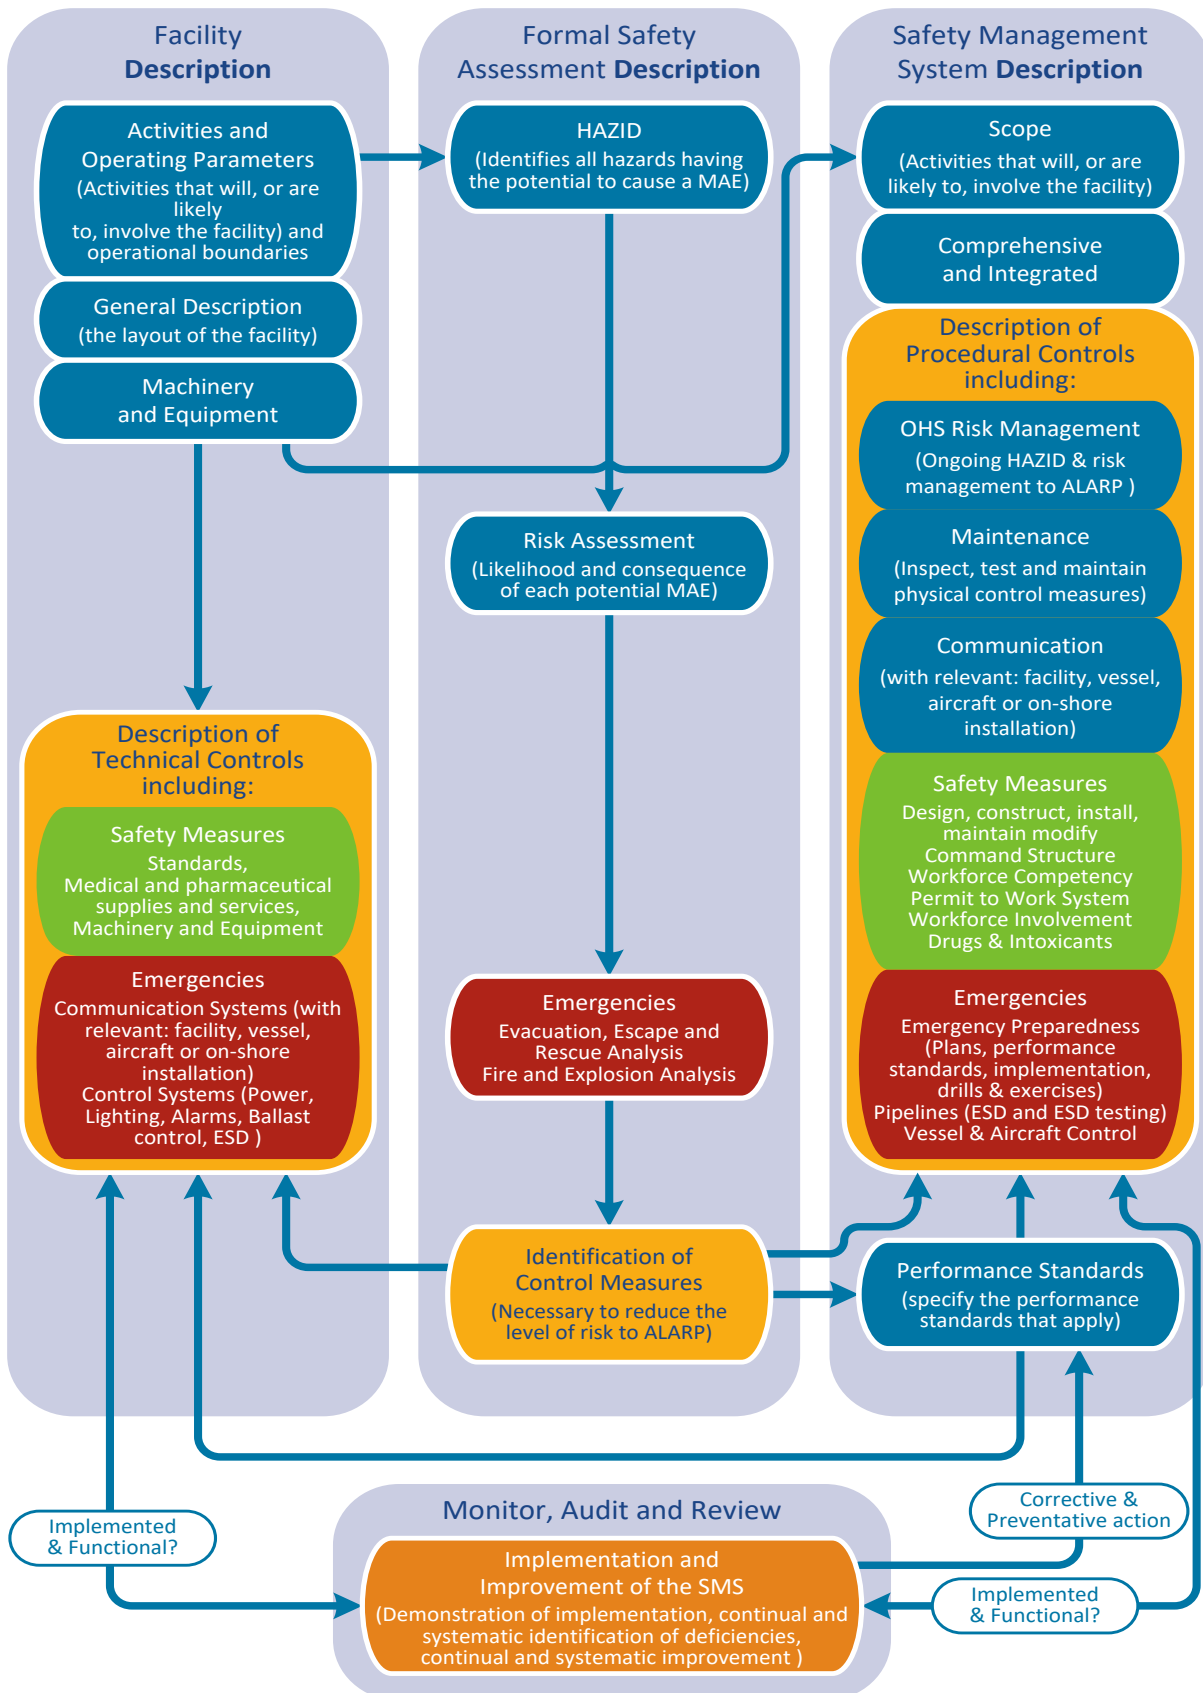 Facility
Description
Activities and
Operating Parameters
(Activities that will, or are
likely
to, involve the facility) and
operational boundaries
General Description
(the layout of the facility)
Machinery
and Equipment
Description of
Technical Controls
including:
Safety Measures
Standards,
Medical and pharmaceutical
supplies and services,
Machinery and Equipment
Emergencies
Communication Systems (with
relevant: facility, vessel,
aircraft or on-shore
installation)
Control Systems (Power,
Lighting, Alarms, Ballast
control, ESD )
Formal Safety
Assessment Description
HAZID
(Identifies all hazards having
the potential to cause a MAE)
Risk Assessment
(Likelihood and consequence
of each potential MAE)
Emergencies
Evacuation, Escape and
Rescue Analysis
Fire and Explosion Analysis
Identification of
Control Measures
(Necessary to reduce the
level of risk to ALARP)
Safety Management
System Description
Scope
(Activities that will, or are
likely to, involve the facility)
Comprehensive
and Integrated
Description of
Procedural Controls
including:
OHS Risk Management
(Ongoing HAZID & risk
management to ALARP )
Maintenance
(Inspect, test and maintain
physical control measures)
Communication
(with relevant: facility, vessel,
aircraft or on-shore
installation)
Safety Measures
Design, construct, install,
maintain modify
Command Structure
Workforce Competency
Permit to Work System
Workforce Involvement
Drugs & Intoxicants
Emergencies
Emergency Preparedness
(Plans, performance
standards, implementation,
drills & exercises)
Pipelines (ESD and ESD testing)
Vessel & Aircraft Control
Performance Standards
(specify the performance
standards that apply)
Implemented
& Functional?
Monitor, Audit and Review
Implementation and
Improvement of the SMS
(Demonstration of implementation, continual and
systematic identification of deficiencies,
continual and systematic improvement )
Corrective &
Preventative action
Implemented
& Functional?